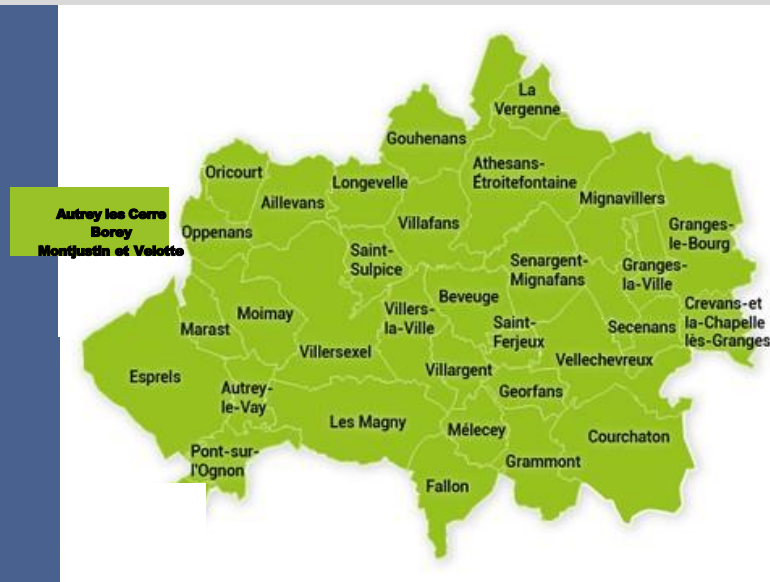 La
Vergenne
Gouhenans
Athesans-
Étroitefontaine
Oricourt
Longevelle
Aillevans
Mignavillers
Autrey les Cerre
Borey
Montjustin et Velotte
Oppenans
Villafans
Granges-
le-Bourg
Saint-
Sulpice
Senargent-
Mignafans
Granges-
la-Ville
Beveuge
Crevans-et
la-Chapelle
lès-Granges
Moimay
Villers-
la-Ville
Marast
Saint-
Ferjeux
Secenans
Villersexel
Vellechevreux
Esprels
Villargent
Autrey-
le-Vay
Georfans
Les Magny
Mélecey
Courchaton
Pont-sur-
l'Ognon
Grammont
Fallon